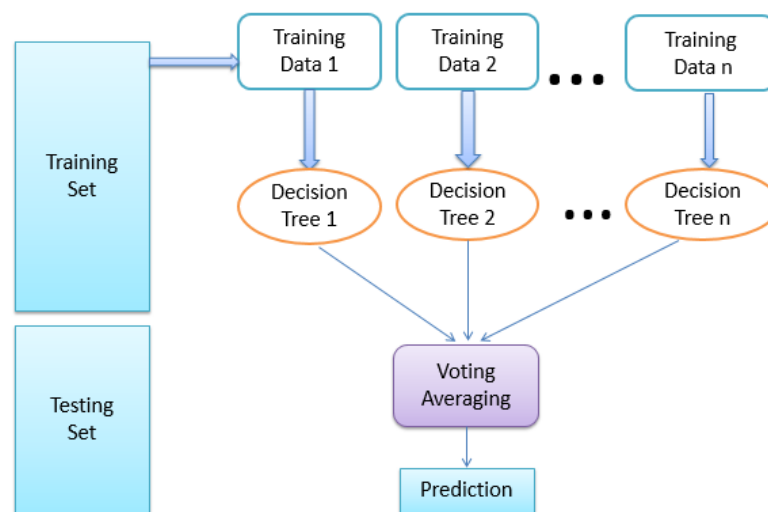 Training
Data 1
Training
Data 2
Training
Data n
Training
Set
Decision
Tree 1
Decision
Tree 2
Decision
Tree n
Voting
Averaging
Testing
Set
Prediction